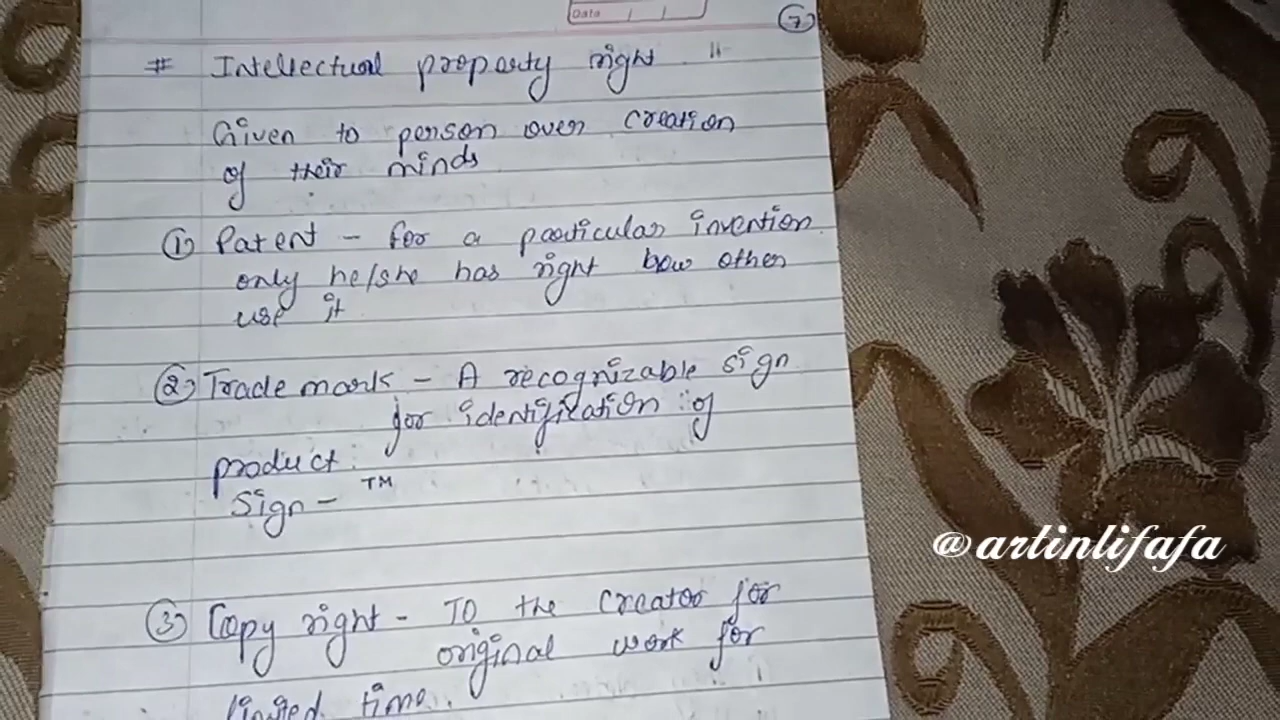 Data / /
7
# Intellectual property right :-
Given to person over creation
of their minds
① Patent - for a particular invention
only he/she has right how other
use it
② Trade mark - A recognizable sign
for identification of
product.
Sign - TM
③ Copy right - TO the creator for
original work for
limited time.
@artinlifafa